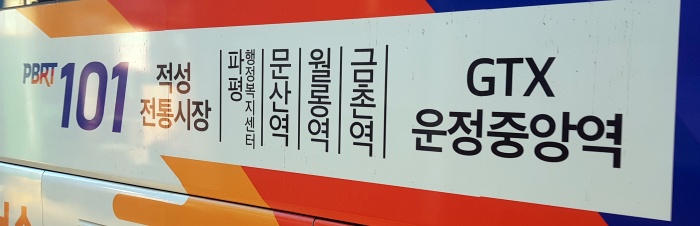 PBRT 101
적성
전통시장
파평
행정복지센터
문산역
월롱역
금촌역
GTX
운정중앙역